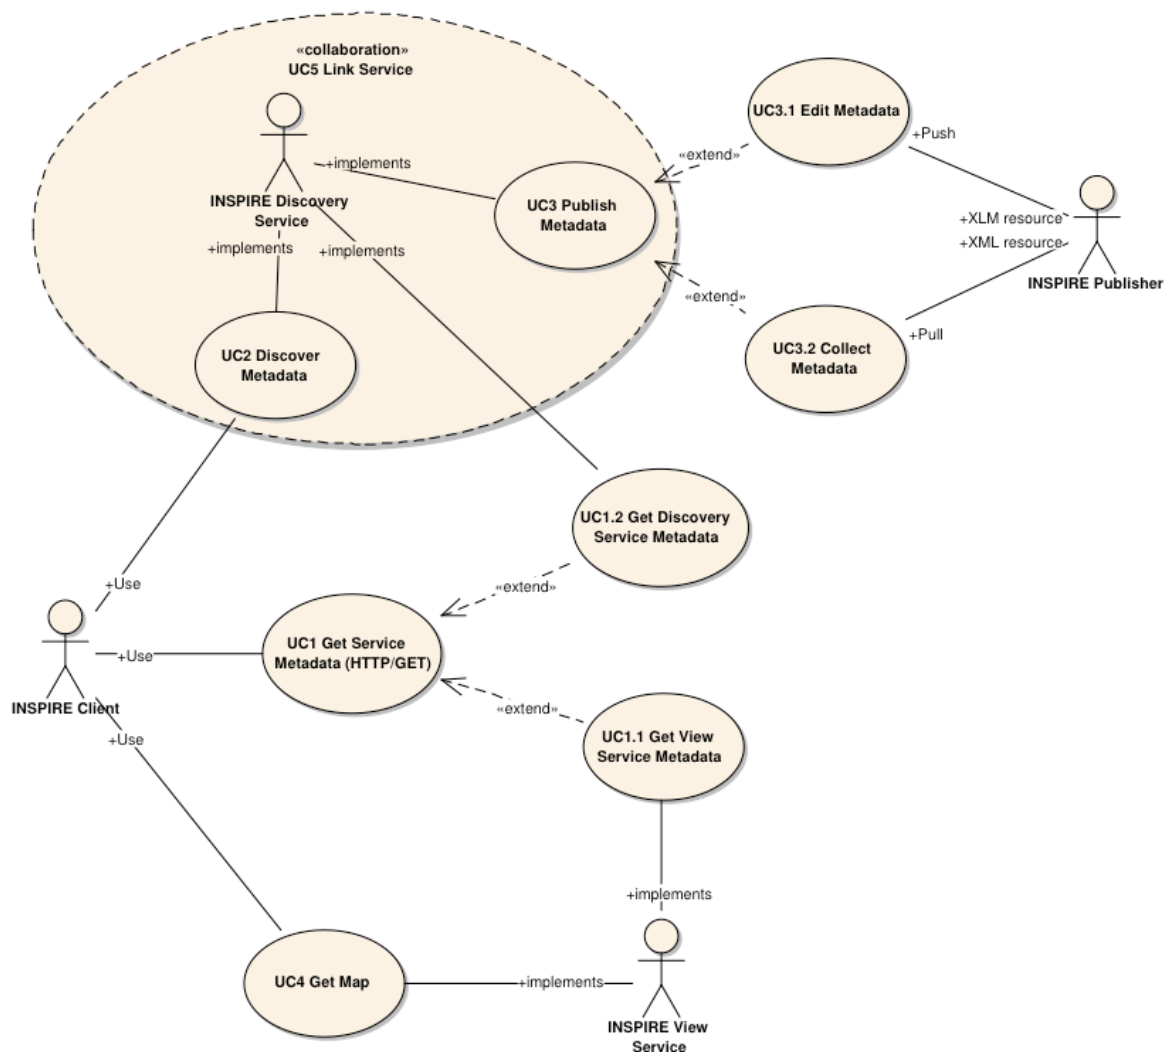 «collaboration»
UC5 Link Service
UC3.1 Edit Metadata
+Push
«extend»
+implements
INSPIRE Discovery
Service
UC3 Publish
Metadata
+XLM resource
+XML resource
INSPIRE Publisher
+implements
+implements
«extend»
+Pull
UC2 Discover
Metadata
UC3.2 Collect
Metadata
UC1.2 Get Discovery
Service Metadata
+Use
«extend»
UC1 Get Service
Metadata (HTTP/GET)
+Use
INSPIRE Client
«extend»
+Use
UC1.1 Get View
Service Metadata
+implements
UC4 Get Map
+implements
INSPIRE View
Service